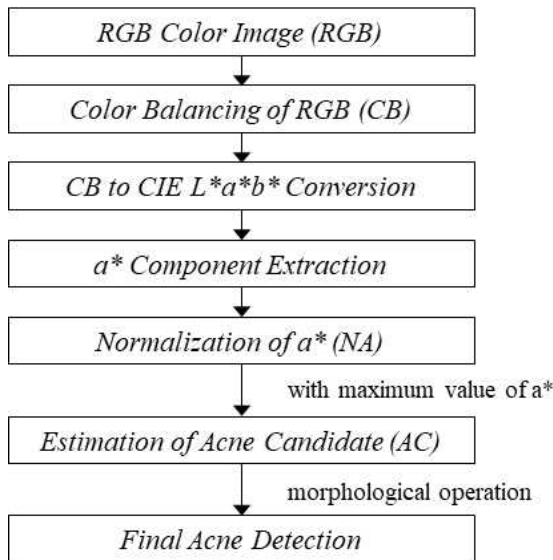 RGB Color Image (RGB)
Color Balancing of RGB (CB)
CB to CIE L*a*b* Conversion
a* Component Extraction
Normalization of a* (NA)
with maximum value of a*
Estimation of Acne Candidate (AC)
morphological operation
Final Acne Detection